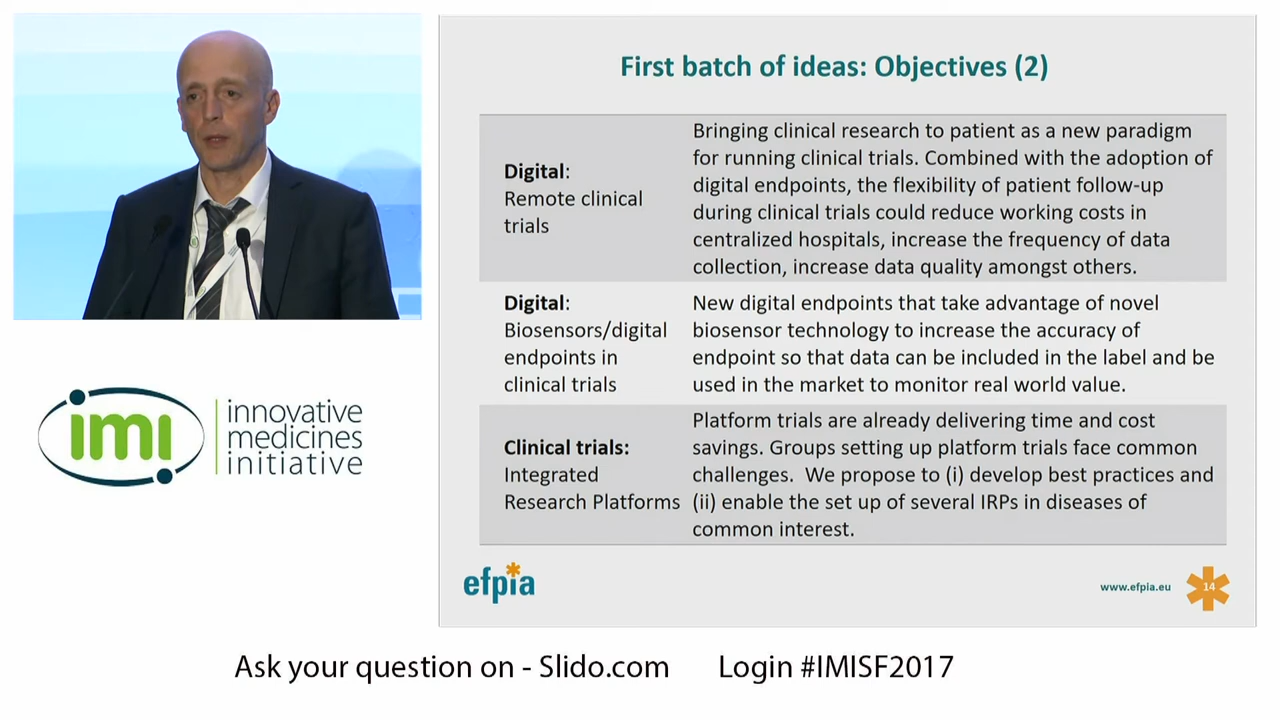 First batch of ideas: Objectives (2)
Digital:
Remote clinical
trials
Bringing clinical research to patient as a new paradigm
for running clinical trials. Combined with the adoption of
digital endpoints, the flexibility of patient follow-up
during clinical trials could reduce working costs in
centralized hospitals, increase the frequency of data
collection, increase data quality amongst others.
Digital:
Biosensors/digital
endpoints in
clinical trials
New digital endpoints that take advantage of novel
biosensor technology to increase the accuracy of
endpoint so that data can be included in the label and be
used in the market to monitor real world value.
Clinical trials:
Integrated
Research Platforms
Platform trials are already delivering time and cost
savings. Groups setting up platform trials face common
challenges.  We propose to (i) develop best practices and
(ii) enable the set up of several IRPs in diseases of
common interest.
efpia
www.efpia.eu
14
imi
innovative
medicines
initiative
Ask your question on - Slido.com
Login #IMISF2017